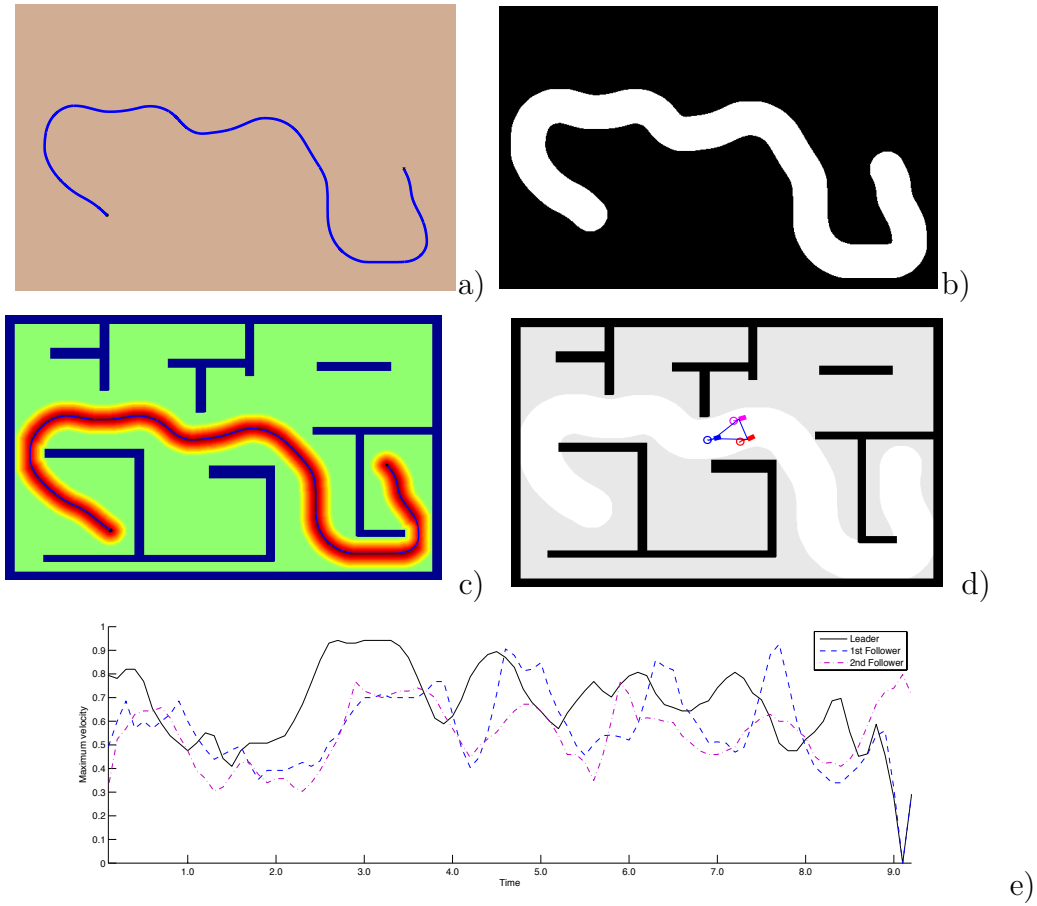 a)
b)
c)
d)
1
0.9
0.8
0.7
0.6
0.5
0.4
0.3
0.2
0.1
0
Maximum velocity
Leader
1st Follower
2nd Follower
1.0 2.0 3.0 4.0 5.0 6.0 7.0 8.0 9.0
Time
e)